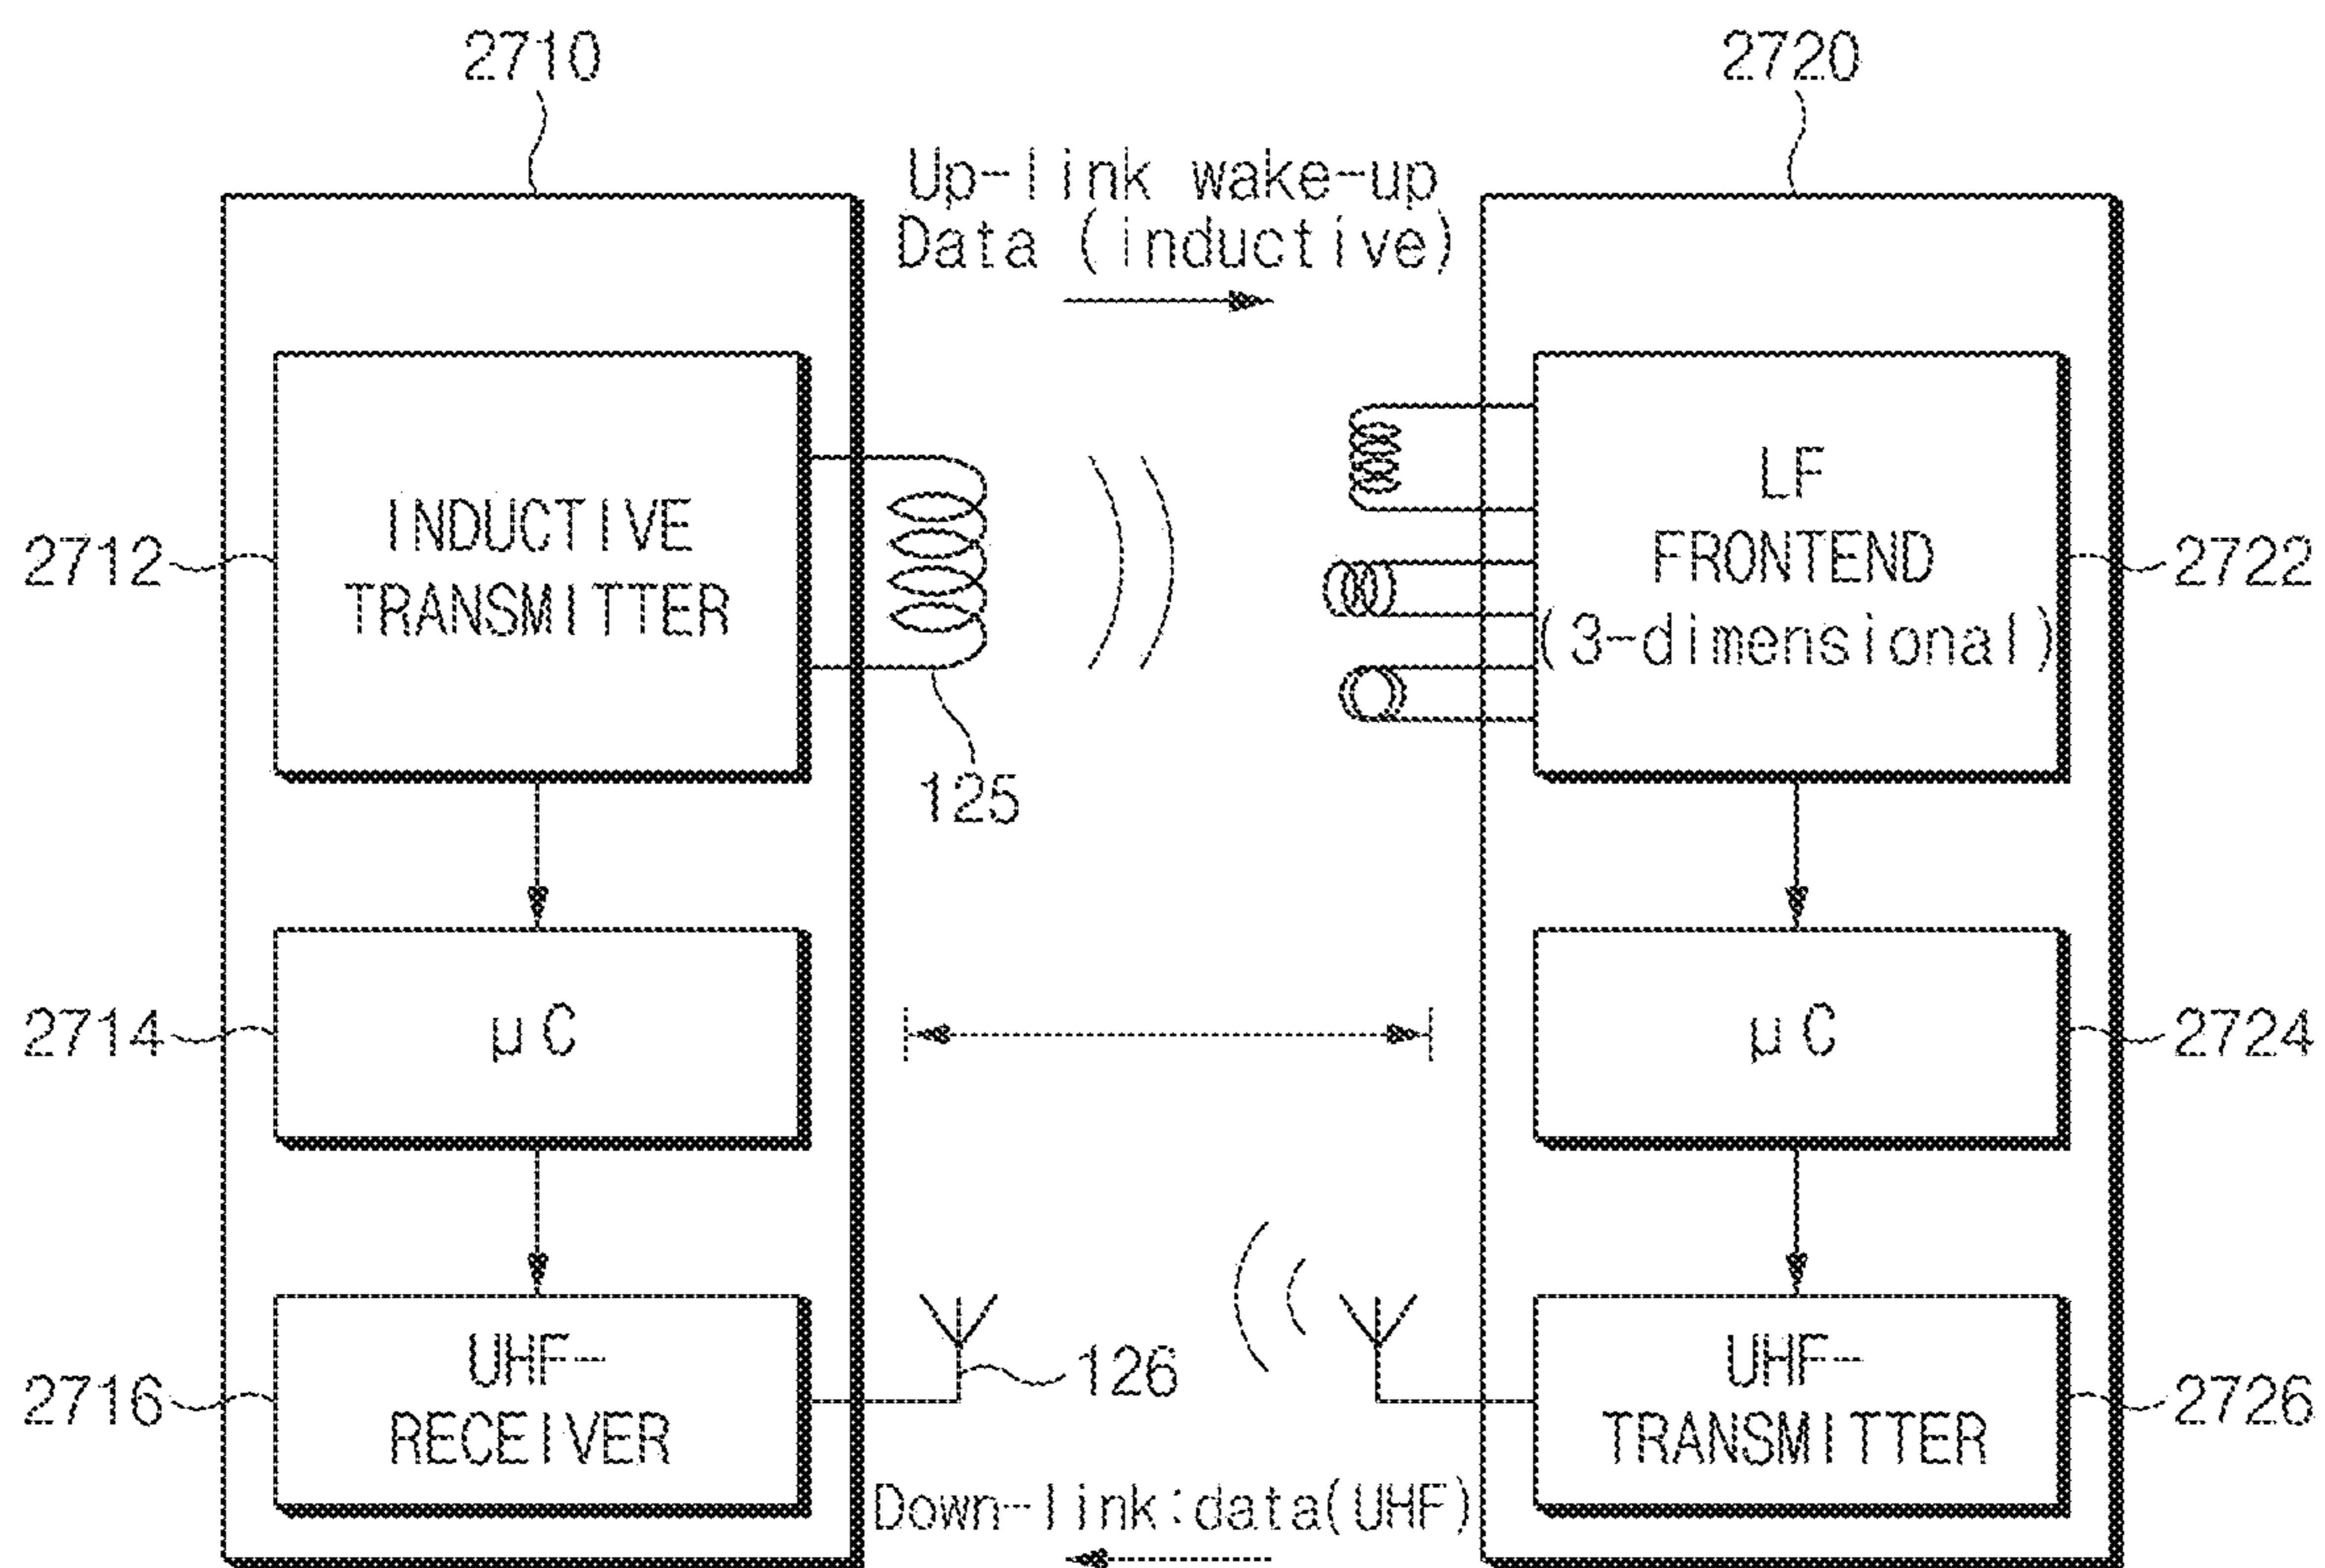 2710
2720
Up-link wake-up
Data (inductive)
INDUCTIVE
TRANSMITTER
2712
125
LF
FRONTEND
(3-dimensional)
2722
μC
2714
μC
2724
UHF-
RECEIVER
2716
126
UHF-
TRANSMITTER
2726
Down-link:data(UHF)